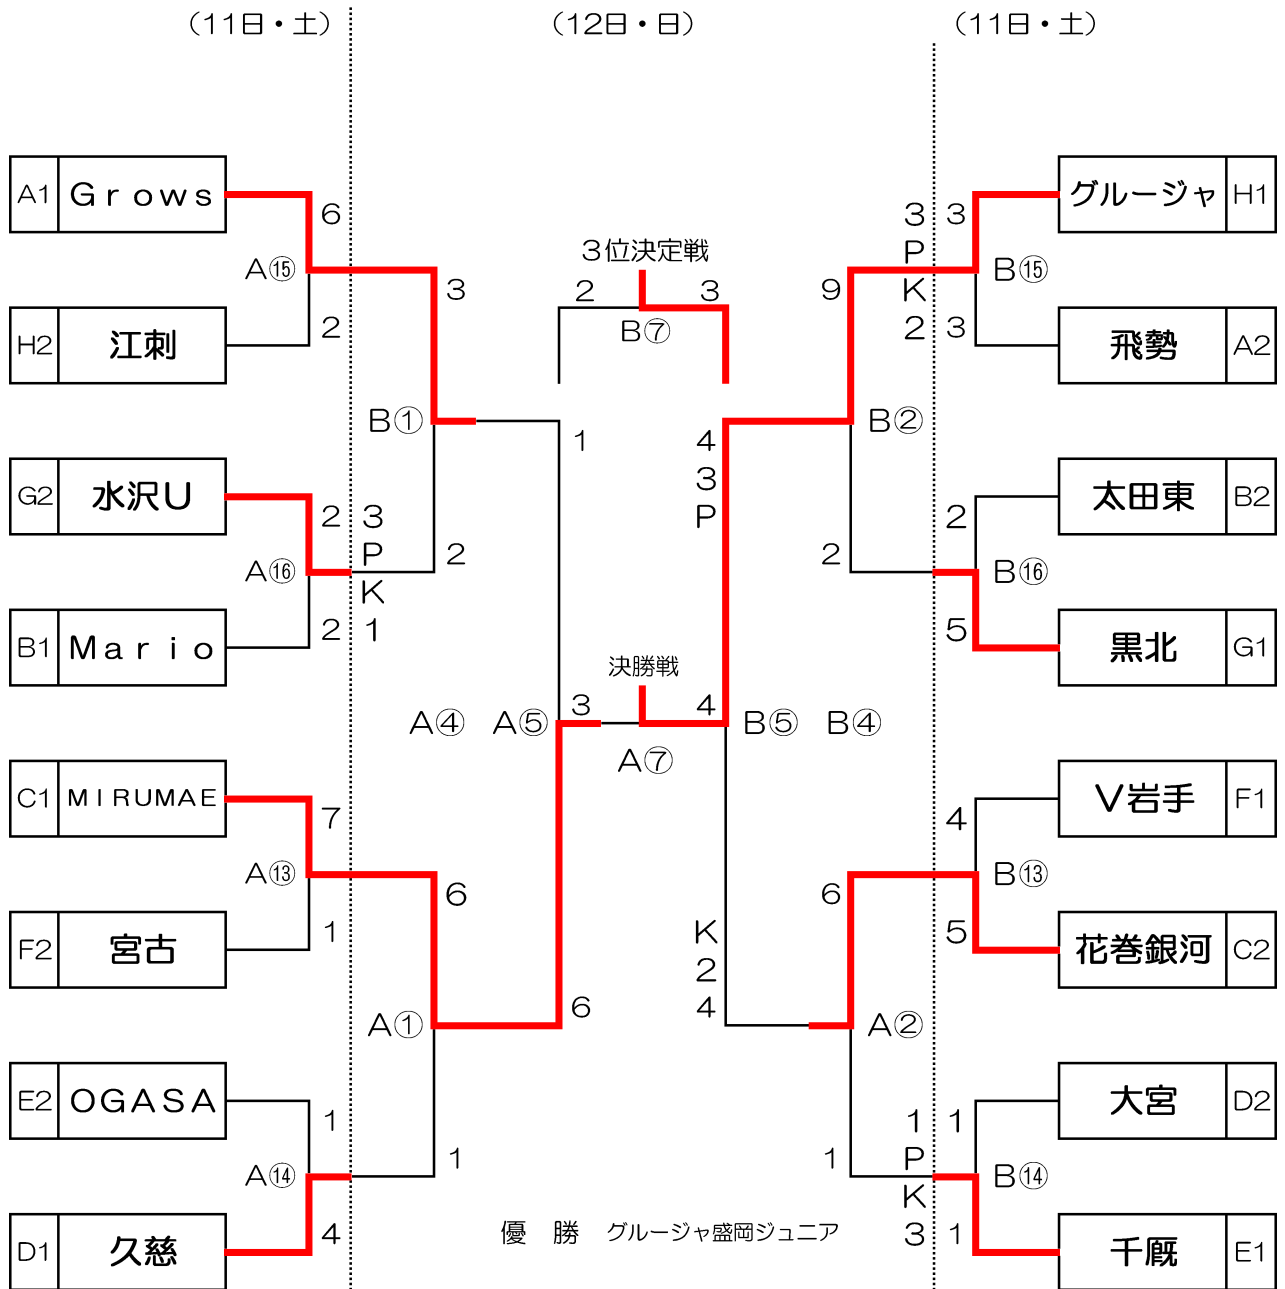 （11日・土）
（12日・日）
（11日・土）
A1 Ｇｒｏｗｓ
6
A⑮
H2 江刺
2
3
B①
G2 水沢U
2
A⑯
B1 Ｍａｒｉｏ
2
3
P
K
1
2
1
A④
A⑤
C1 ＭＩＲＵＭＡＥ
7
A⑬
F2 宮古
1
6
A①
E2 ＯＧＡＳＡ
1
A⑭
D1 久慈
4
1
6
３位決定戦
2
3
B⑦
4
3
P
決勝戦
3
4
A⑦
B⑤
B④
K
2
4
9
B②
2
3
P
K
2
3
グルージャ H1
B⑮
3
飛勢 A2
2
太田東 B2
B⑯
5
黒北 G1
4
V岩手 F1
B⑬
5
花巻銀河 C2
6
A②
1
1
P
K
3
1
大宮 D2
B⑭
1
千厩 E1
優　勝　グルージャ盛岡ジュニア